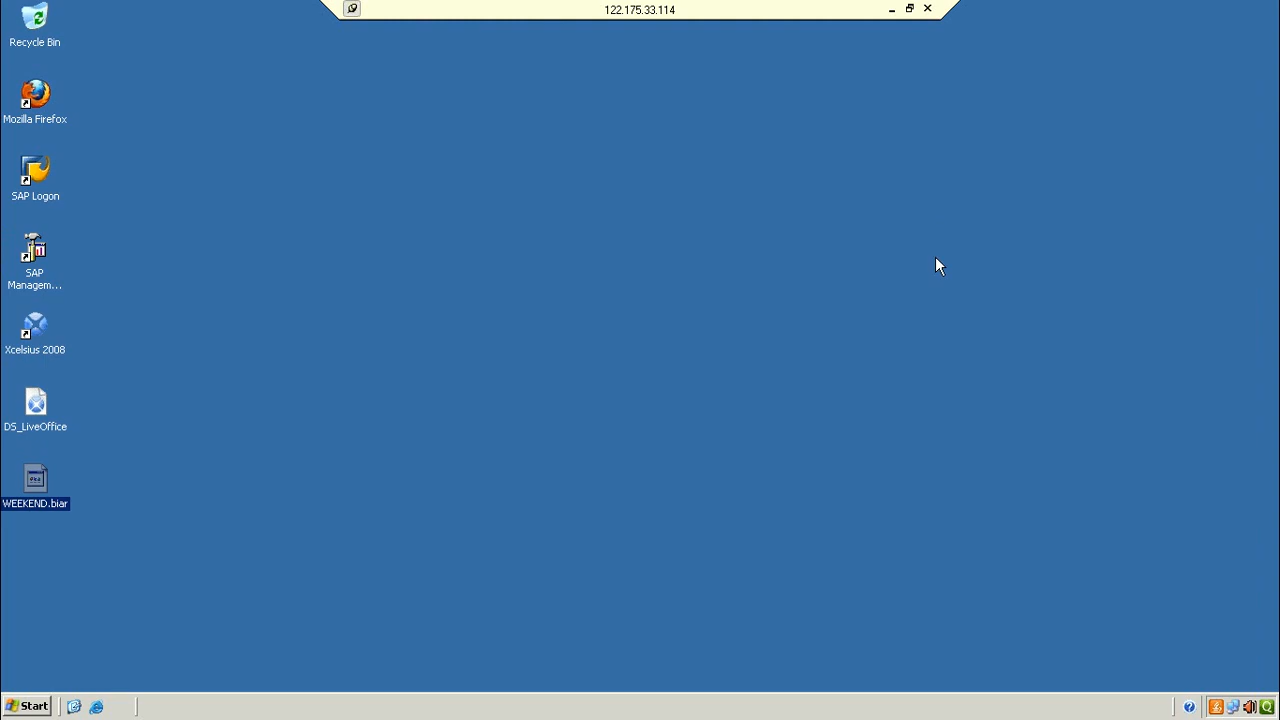 122.175.33.114
Recycle Bin
Mozilla Firefox
SAP Logon
SAP
Managem...
Xcelsius 2008
DS_LiveOffice
WEEKEND.biar
Start